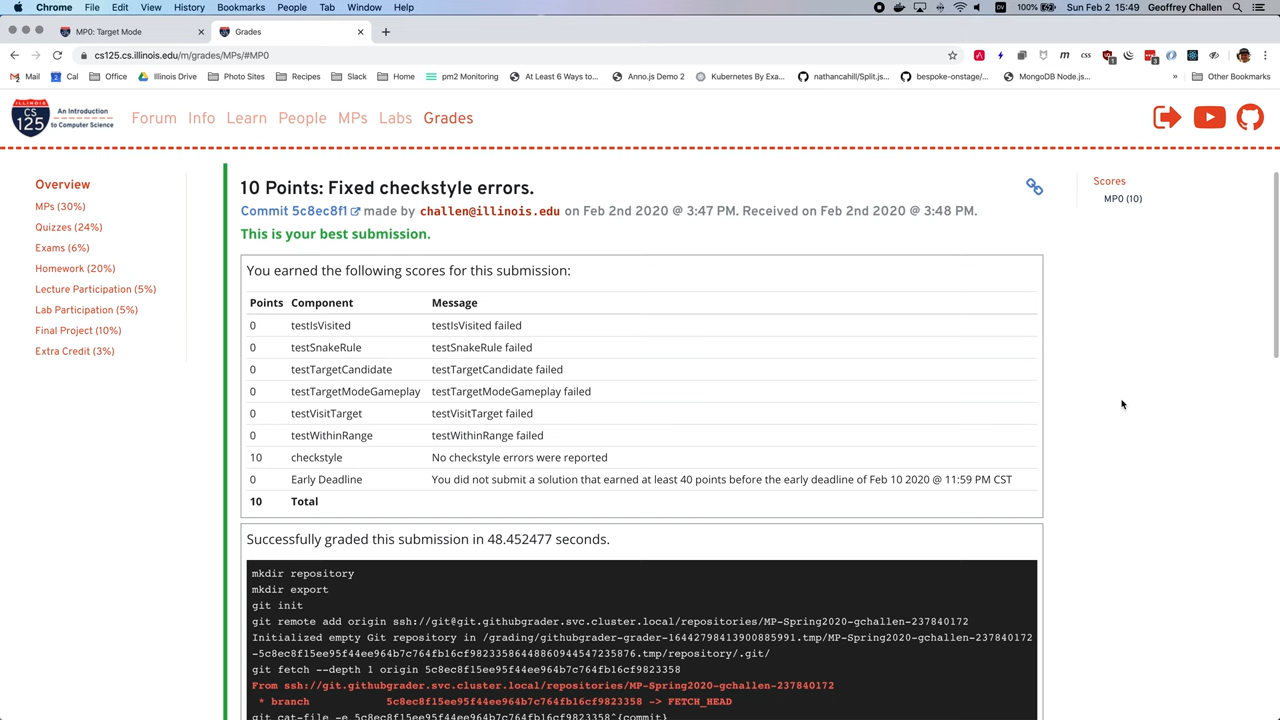 Chrome File Edit View History Bookmarks People Tab Window Help 100% Sun Feb 2 15:49 Geoffrey Challen
MP0: Target Mode Grades
cs125.cs.illinois.edu/m/grades/MPs/#MP0
Mail Cal Office Illinois Drive Photo Sites Recipes Slack Home pm2 Monitoring At Least 6 Ways to... Anno.js Demo 2 Kubernetes By Exa... nathancahill/Split.js... bespoke-onstage/... MongoDB Node.js... » Other Bookmarks
ILLINOIS CS 125 An Introduction to Computer Science
Forum Info Learn People MPs Labs Grades
Overview
MPs (30%)
Quizzes (24%)
Exams (6%)
Homework (20%)
Lecture Participation (5%)
Lab Participation (5%)
Final Project (10%)
Extra Credit (3%)
10 Points: Fixed checkstyle errors.
Commit 5c8ec8f1 made by challen@illinois.edu on Feb 2nd 2020 @ 3:47 PM. Received on Feb 2nd 2020 @ 3:48 PM.
This is your best submission.
You earned the following scores for this submission:
Points Component Message
0 testIsVisited testIsVisited failed
0 testSnakeRule testSnakeRule failed
0 testTargetCandidate testTargetCandidate failed
0 testTargetModeGameplay testTargetModeGameplay failed
0 testVisitTarget testVisitTarget failed
0 testWithinRange testWithinRange failed
10 checkstyle No checkstyle errors were reported
0 Early Deadline You did not submit a solution that earned at least 40 points before the early deadline of Feb 10 2020 @ 11:59 PM CST
10 Total
Successfully graded this submission in 48.452477 seconds.
mkdir repository
mkdir export
git init
git remote add origin ssh://git@git.githubgrader.svc.cluster.local/repositories/MP-Spring2020-gchallen-237840172
Initialized empty Git repository in /grading/githubgrader-grader-16442798413900885991.tmp/MP-Spring2020-gchallen-237840172
-5c8ec8f15ee95f44ee964b7c764fb16cf98233586448860944547235876.tmp/repository/.git/
git fetch --depth 1 origin 5c8ec8f15ee95f44ee964b7c764fb16cf9823358
From ssh://git.githubgrader.svc.cluster.local/repositories/MP-Spring2020-gchallen-237840172
* branch 5c8ec8f15ee95f44ee964b7c764fb16cf9823358 -> FETCH_HEAD
git cat-file -e 5c8ec8f15ee95f44ee964b7c764fb16cf9823358^{commit}
Scores
MP0 (10)